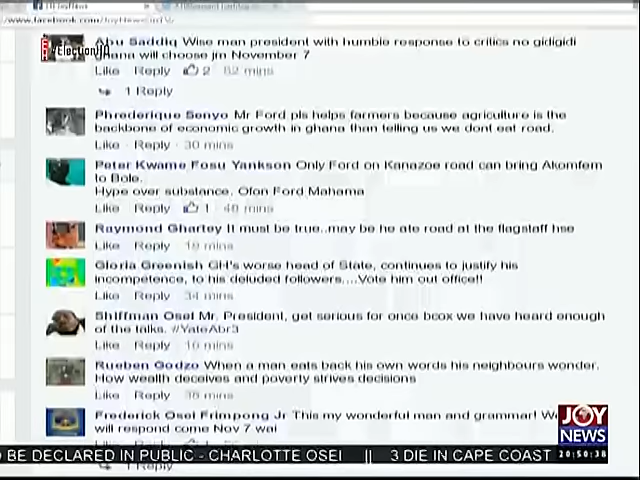 www.facebook.com/JoyNewsOnTV/
Election HQ
Abu Saddiq Wise man president with humble response to critics no gidigidi
ghana will choose jm November 7
Like Reply 2 52 mins
1 Reply
Phrederique Senyo Mr Ford pls helps farmers because agriculture is the
backbone of economic growth in ghana than telling us we dont eat road.
Like · Reply · 30 mins
Peter Kwame Fosu Yankson Only Ford on Kanazoe road can bring Akomfem
to Bole.
Hype over substance. Ofon Ford Mahama
Like Reply 1 48 mins
Raymond Ghartey It must be true..may be he ate road at the flagstaff hse
Like Reply 19 mins
Gloria Greenish GH's worse head of State, continues to justify his
incompetence, to his deluded followers....Vote him out office!!
Like Reply 34 mins
Shiffman Osei Mr. President, get serious for once bcox we have heard enough
of the talks. #YateAbr3
Like Reply 10 mins
Rueben Godzo When a man eats back his own words his neighbours wonder.
How wealth deceives and poverty strives decisions
Like Reply 38 mins
Frederick Osei Frimpong Jr This my wonderful man and grammar! We
will respond come Nov 7 wai
1 Reply
JOY
NEWS
20:50:38
O BE DECLARED IN PUBLIC - CHARLOTTE OSEI || 3 DIE IN CAPE COAST